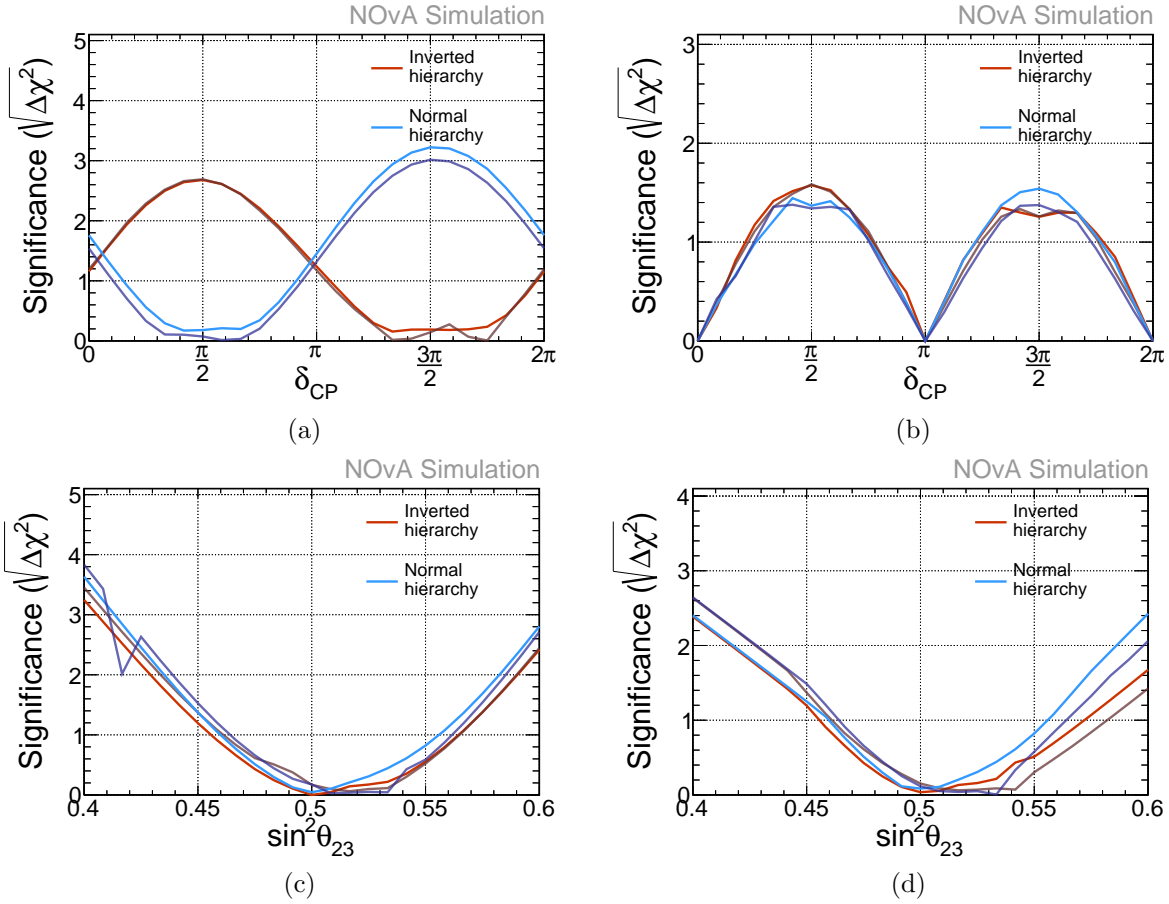 NOvA Simulation
Significance (√Δχ²)
5
4
3
2
1
0
Inverted
hierarchy
Normal
hierarchy
0
π/2
π
3π/2
2π
δCP
(a)
NOvA Simulation
Significance (√Δχ²)
3
2
1
0
Inverted
hierarchy
Normal
hierarchy
0
π/2
π
3π/2
2π
δCP
(b)
NOvA Simulation
Significance (√Δχ²)
5
4
3
2
1
0
Inverted
hierarchy
Normal
hierarchy
0.4
0.45
0.5
0.55
0.6
sin²θ23
(c)
NOvA Simulation
Significance (√Δχ²)
4
3
2
1
0
Inverted
hierarchy
Normal
hierarchy
0.4
0.45
0.5
0.55
0.6
sin²θ23
(d)